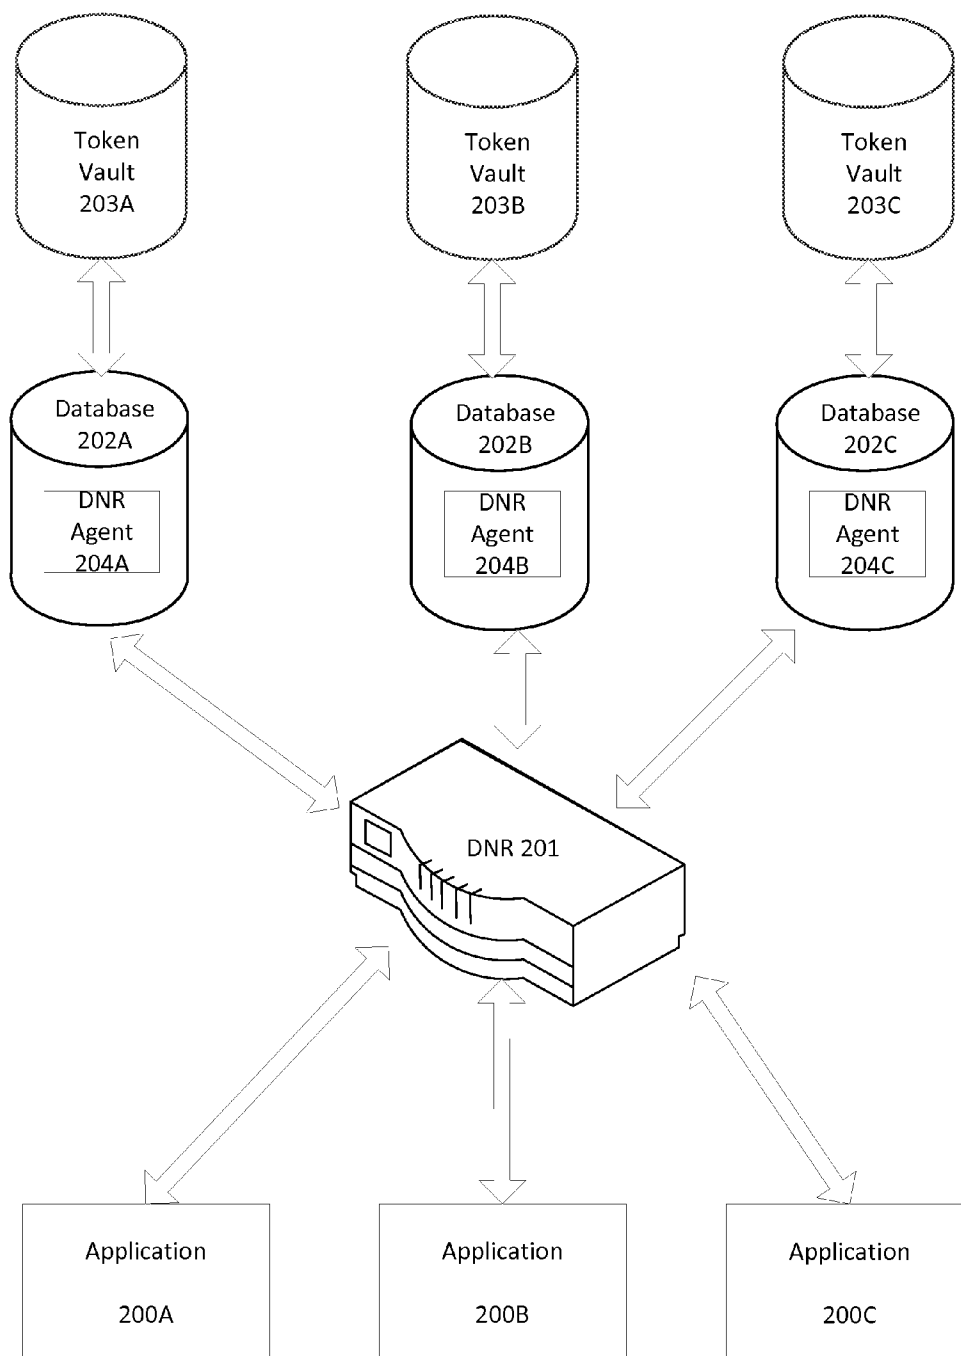 Token
Vault
203A
Token
Vault
203B
Token
Vault
203C
Database
202A
Database
202B
Database
202C
DNR
Agent
204A
DNR
Agent
204B
DNR
Agent
204C
DNR 201
Application
200A
Application
200B
Application
200C